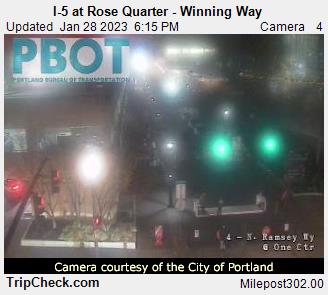 I-5 at Rose Quarter - Winning Way
Updated Jan 28 2023 6:15 PM Camera 4
PBOT
PORTLAND BUREAU OF TRANSPORTATION
4 - N. Ramsey Wy
@ One Ctr
Camera courtesy of the City of Portland
TripCheck.com Milepost302.00